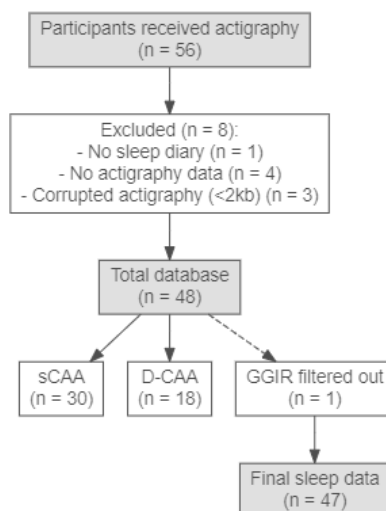 Participants received actigraphy
(n = 56)
Excluded (n = 8):
- No sleep diary (n = 1)
- No actigraphy data (n = 4)
- Corrupted actigraphy (<2kb) (n = 3)
Total database
(n = 48)
sCAA
(n = 30)
D-CAA
(n = 18)
GGIR filtered out
(n = 1)
Final sleep data
(n = 47)